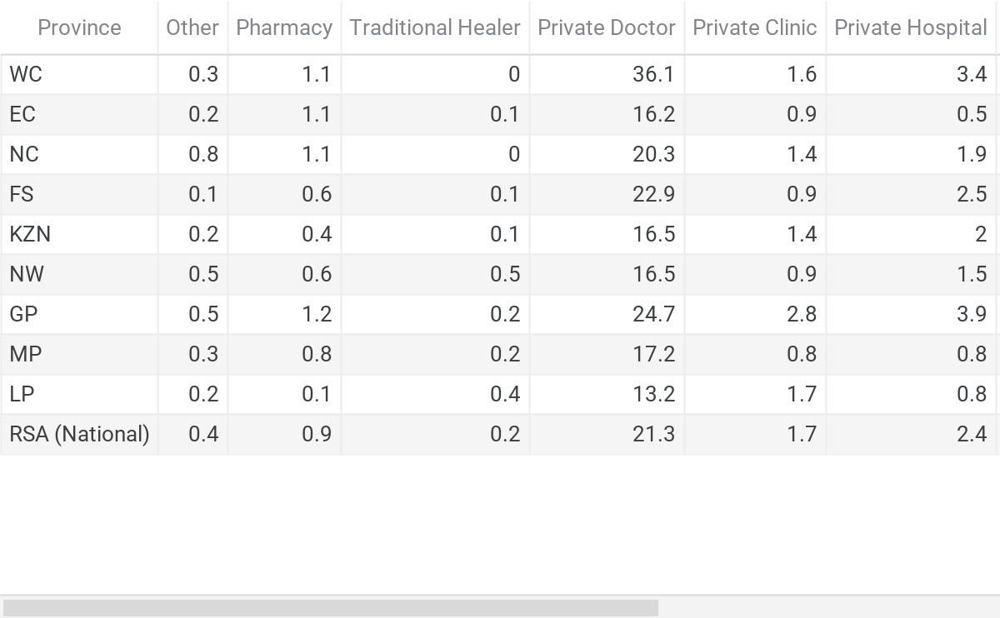 Province Other Pharmacy Traditional Healer Private Doctor Private Clinic Private Hospital
WC 0.3 1.1 0 36.1 1.6 3.4
EC 0.2 1.1 0.1 16.2 0.9 0.5
NC 0.8 1.1 0 20.3 1.4 1.9
FS 0.1 0.6 0.1 22.9 0.9 2.5
KZN 0.2 0.4 0.1 16.5 1.4 2
NW 0.5 0.6 0.5 16.5 0.9 1.5
GP 0.5 1.2 0.2 24.7 2.8 3.9
MP 0.3 0.8 0.2 17.2 0.8 0.8
LP 0.2 0.1 0.4 13.2 1.7 0.8
RSA (National) 0.4 0.9 0.2 21.3 1.7 2.4